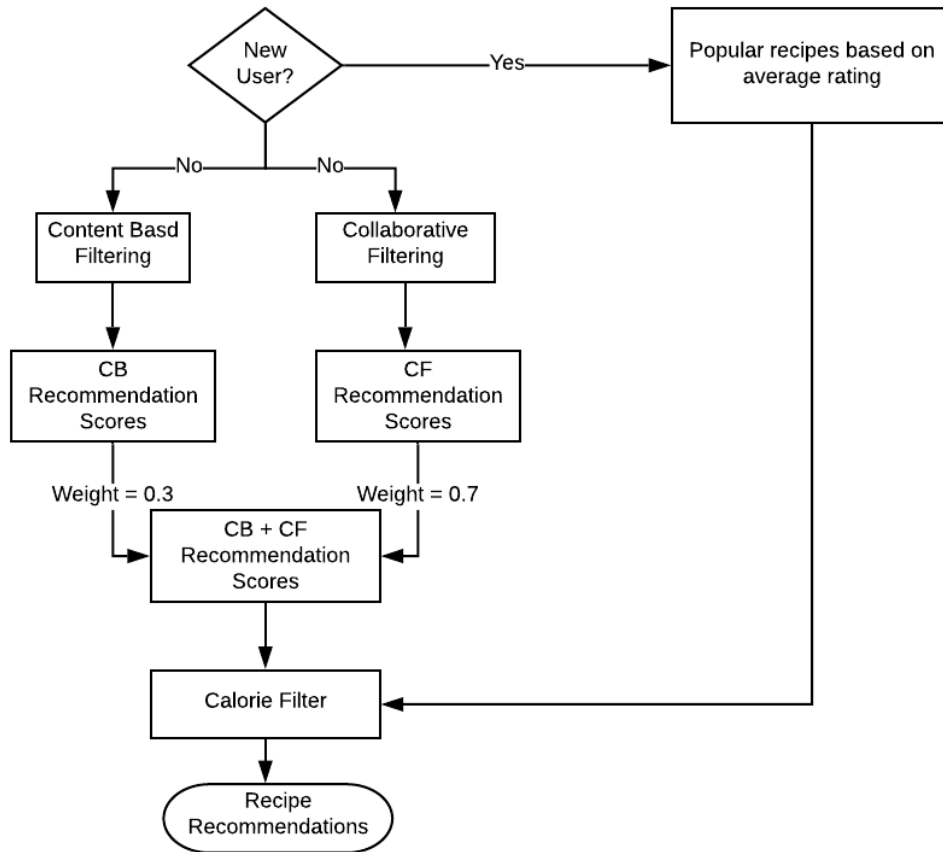 New
User?
Yes
Popular recipes based on
average rating
No
No
Content Basd
Filtering
Collaborative
Filtering
CB
Recommendation
Scores
CF
Recommendation
Scores
Weight = 0.3
Weight = 0.7
CB + CF
Recommendation
Scores
Calorie Filter
Recipe
Recommendations